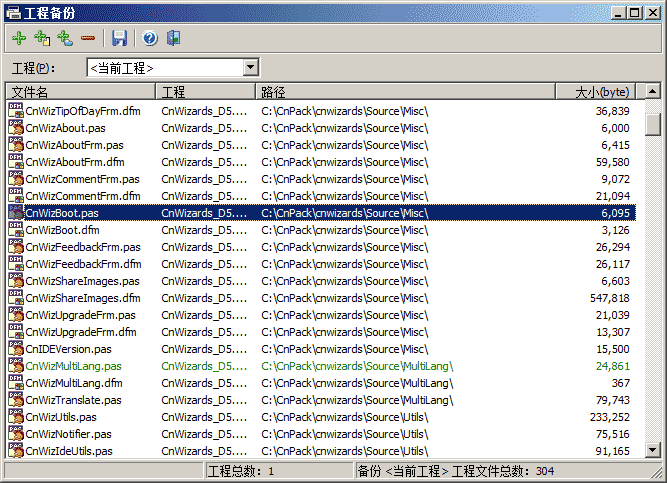 工程备份
工程(P): <当前工程>
文件名 工程 路径 大小(byte)
CnWizTipOfDayFrm.dfm CnWizards_D5.... C:\CnPack\cnwizards\Source\Misc\ 36,839
CnWizAbout.pas CnWizards_D5.... C:\CnPack\cnwizards\Source\Misc\ 6,000
CnWizAboutFrm.pas CnWizards_D5.... C:\CnPack\cnwizards\Source\Misc\ 6,415
CnWizAboutFrm.dfm CnWizards_D5.... C:\CnPack\cnwizards\Source\Misc\ 59,580
CnWizCommentFrm.pas CnWizards_D5.... C:\CnPack\cnwizards\Source\Misc\ 9,072
CnWizCommentFrm.dfm CnWizards_D5.... C:\CnPack\cnwizards\Source\Misc\ 21,094
CnWizBoot.pas CnWizards_D5.... C:\CnPack\cnwizards\Source\Misc\ 6,095
CnWizBoot.dfm CnWizards_D5.... C:\CnPack\cnwizards\Source\Misc\ 3,126
CnWizFeedbackFrm.pas CnWizards_D5.... C:\CnPack\cnwizards\Source\Misc\ 26,294
CnWizFeedbackFrm.dfm CnWizards_D5.... C:\CnPack\cnwizards\Source\Misc\ 26,117
CnWizShareImages.pas CnWizards_D5.... C:\CnPack\cnwizards\Source\Misc\ 6,603
CnWizShareImages.dfm CnWizards_D5.... C:\CnPack\cnwizards\Source\Misc\ 547,818
CnWizUpgradeFrm.pas CnWizards_D5.... C:\CnPack\cnwizards\Source\Misc\ 21,039
CnWizUpgradeFrm.dfm CnWizards_D5.... C:\CnPack\cnwizards\Source\Misc\ 13,307
CnIDEVersion.pas CnWizards_D5.... C:\CnPack\cnwizards\Source\Misc\ 15,500
CnWizMultiLang.pas CnWizards_D5.... C:\CnPack\cnwizards\Source\MultiLang\ 24,861
CnWizMultiLang.dfm CnWizards_D5.... C:\CnPack\cnwizards\Source\MultiLang\ 367
CnWizTranslate.pas CnWizards_D5.... C:\CnPack\cnwizards\Source\MultiLang\ 79,743
CnWizUtils.pas CnWizards_D5.... C:\CnPack\cnwizards\Source\Utils\ 233,252
CnWizNotifier.pas CnWizards_D5.... C:\CnPack\cnwizards\Source\Utils\ 75,516
CnWizIdeUtils.pas CnWizards_D5.... C:\CnPack\cnwizards\Source\Utils\ 91,165
工程总数: 1 备份 <当前工程> 工程文件总数: 304